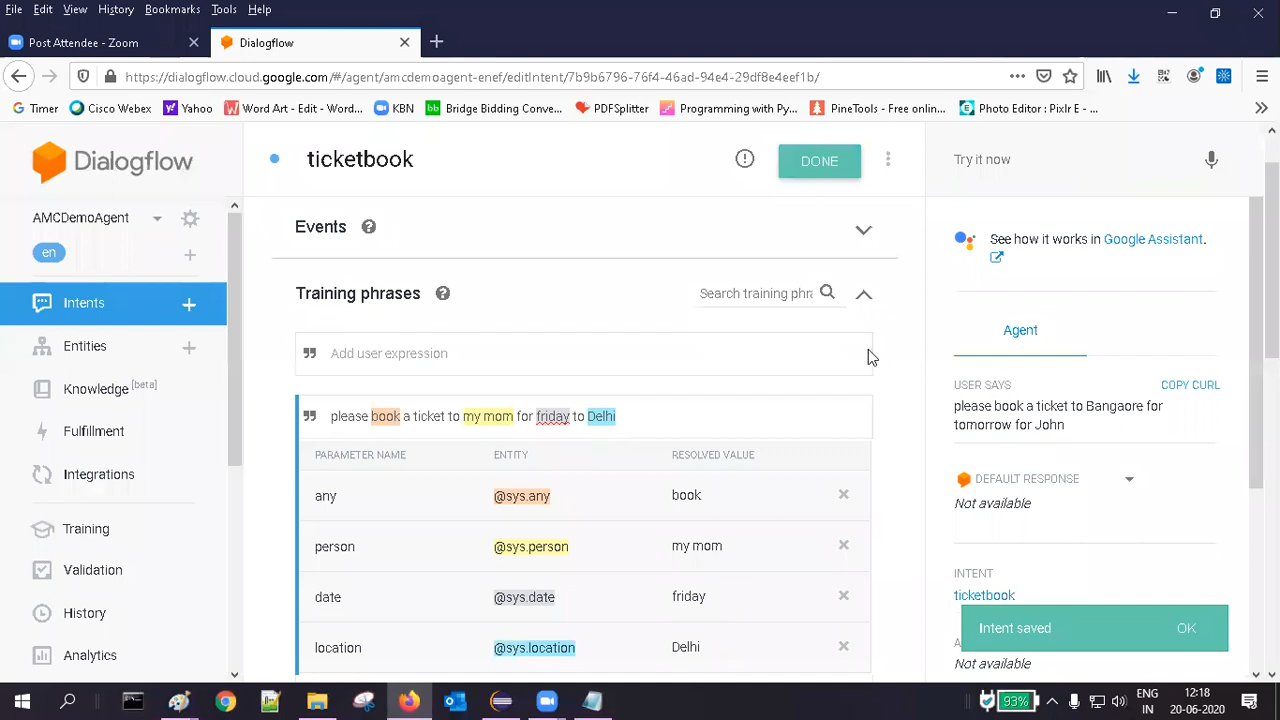 File Edit View History Bookmarks Tools Help
Post Attendee - Zoom
Dialogflow
https://dialogflow.cloud.google.com/#/agent/amcdemoagent-enef/editIntent/7b9b6796-76f4-46ad-94e4-29df8e4eef1b/
Timer Cisco Webex Yahoo Word Art - Edit - Word... KBN Bridge Bidding Conve... PDFSplitter Programming with Py... PineTools - Free onlin... Photo Editor : Pixlr E - ...
Dialogflow
AMCDemoAgent
en
Intents
Entities
Knowledge [beta]
Fulfillment
Integrations
Training
Validation
History
Analytics
ticketbook
DONE
Events
Training phrases
Search training phra
Add user expression
please book a ticket to my mom for friday to Delhi
PARAMETER NAME ENTITY RESOLVED VALUE
any @sys.any book
person @sys.person my mom
date @sys.date friday
location @sys.location Delhi
Try it now
See how it works in Google Assistant.
Agent
USER SAYS COPY CURL
please book a ticket to Bangaore for
tomorrow for John
DEFAULT RESPONSE
Not available
INTENT
ticketbook
Intent saved OK
A
Not available
93%
ENG
IN
12:18
20-06-2020